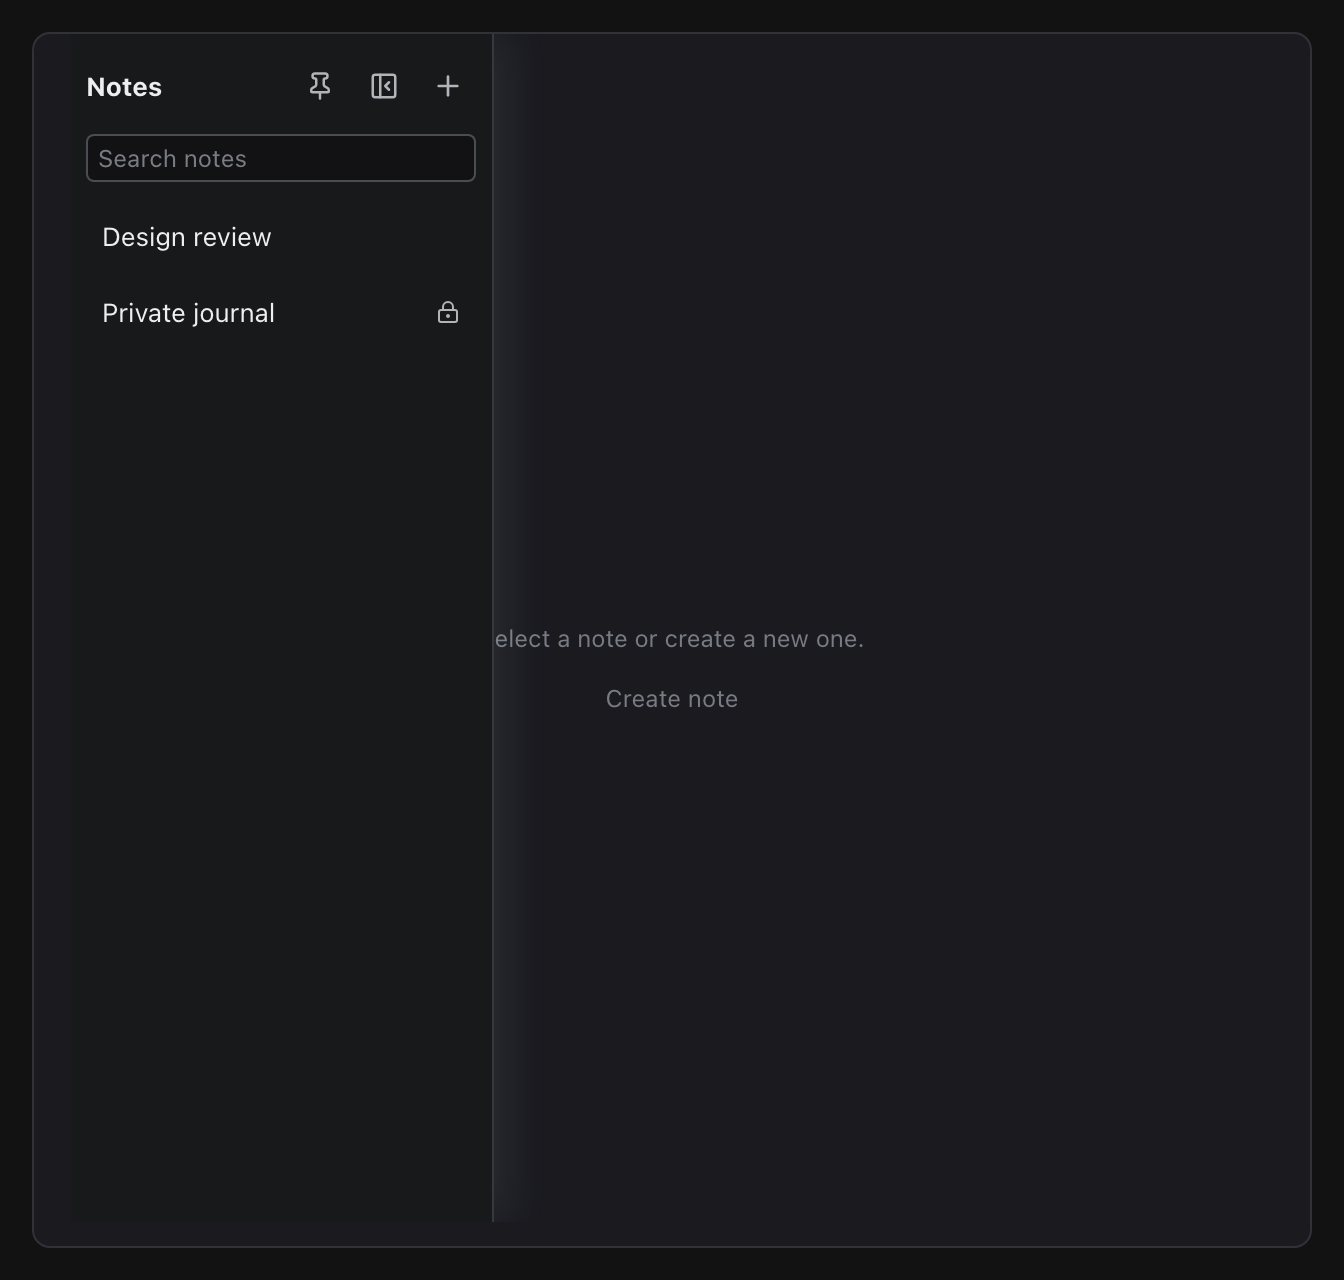 Notes
Search notes
Design review
Private journal
elect a note or create a new one.
Create note